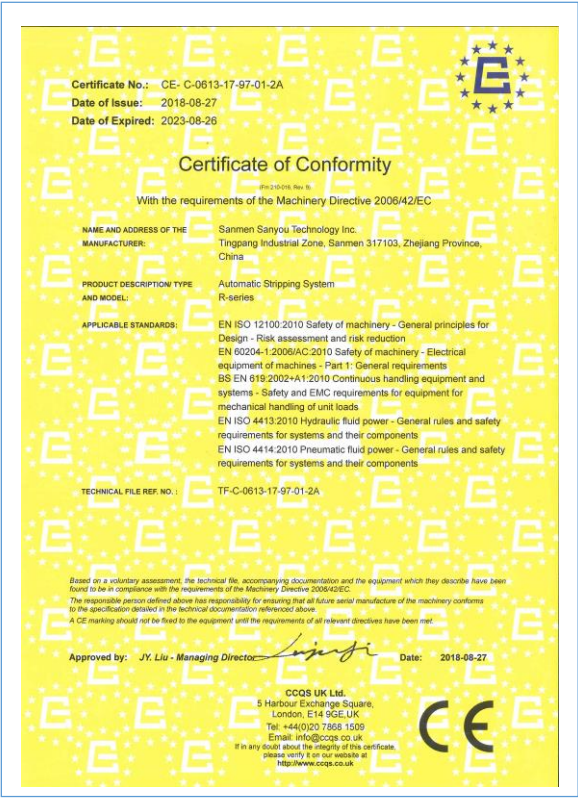 Certificate No.: CE- C-0613-17-97-01-2A
Date of Issue: 2018-08-27
Date of Expired: 2023-08-26
Certificate of Conformity
(FH 210-016, Rev. 9)
With the requirements of the Machinery Directive 2006/42/EC
NAME AND ADDRESS OF THE MANUFACTURER:
Sanmen Sanyou Technology Inc.
Tingpang Industrial Zone, Sanmen 317103, Zhejiang Province,
China
PRODUCT DESCRIPTION/ TYPE AND MODEL:
Automatic Stripping System
R-series
APPLICABLE STANDARDS:
EN ISO 12100:2010 Safety of machinery - General principles for
Design - Risk assessment and risk reduction
EN 60204-1:2006/AC:2010 Safety of machinery - Electrical
equipment of machines - Part 1: General requirements
BS EN 619:2002+A1:2010 Continuous handling equipment and
systems - Safety and EMC requirements for equipment for
mechanical handling of unit loads
EN ISO 4413:2010 Hydraulic fluid power - General rules and safety
requirements for systems and their components
EN ISO 4414:2010 Pneumatic fluid power - General rules and safety
requirements for systems and their components
TECHNICAL FILE REF. NO. : TF-C-0613-17-97-01-2A
Based on a voluntary assessment, the technical file, accompanying documentation and the equipment which they describe have been
found to be in compliance with the requirements of the Machinery Directive 2006/42/EC.
The responsible person defined above has responsibility for ensuring that all future serial manufacture of the machinery conforms
to the specification detailed in the technical documentation referenced above.
A CE marking should not be fixed to the equipment until the requirements of all relevant directives have been met.
Approved by: JY. Liu - Managing Director Date: 2018-08-27
CCQS UK Ltd.
5 Harbour Exchange Square,
London, E14 9GE,UK
Tel: +44(0)20 7868 1509
Email: info@ccqs.co.uk
If in any doubt about the integrity of this certificate,
please verify it on our website at
http://www.ccqs.co.uk
CE